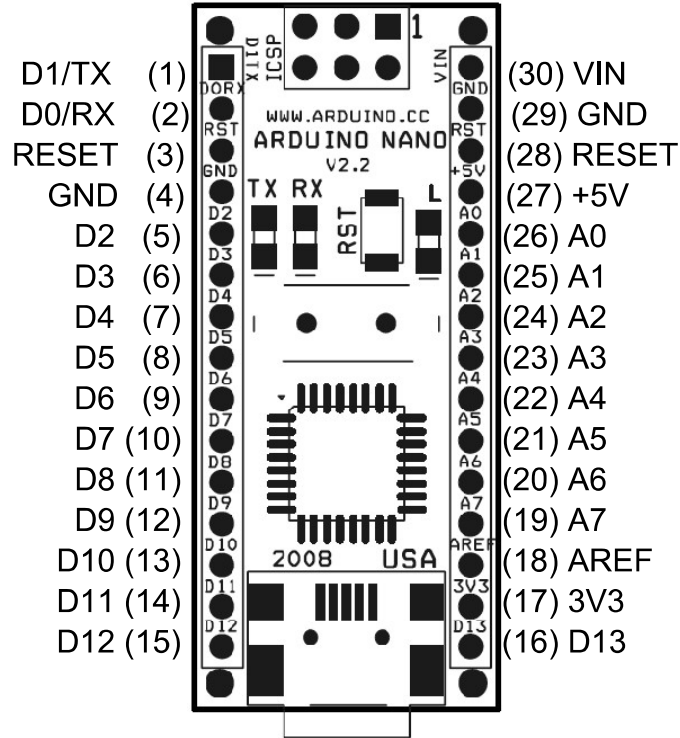 D1/TX (1)
D0/RX (2)
RESET (3)
GND (4)
D2 (5)
D3 (6)
D4 (7)
D5 (8)
D6 (9)
D7 (10)
D8 (11)
D9 (12)
D10 (13)
D11 (14)
D12 (15)
D1TX
ICSP
1
VIN
D0RX
RST
GND
D2
D3
D4
D5
D6
D7
D8
D9
D10
D11
D12
WWW.ARDUINO.CC
ARDUINO NANO
V2.2
TX RX
RST
L
2008 USA
GND
RST
+5V
A0
A1
A2
A3
A4
A5
A6
A7
AREF
3V3
D13
(30) VIN
(29) GND
(28) RESET
(27) +5V
(26) A0
(25) A1
(24) A2
(23) A3
(22) A4
(21) A5
(20) A6
(19) A7
(18) AREF
(17) 3V3
(16) D13